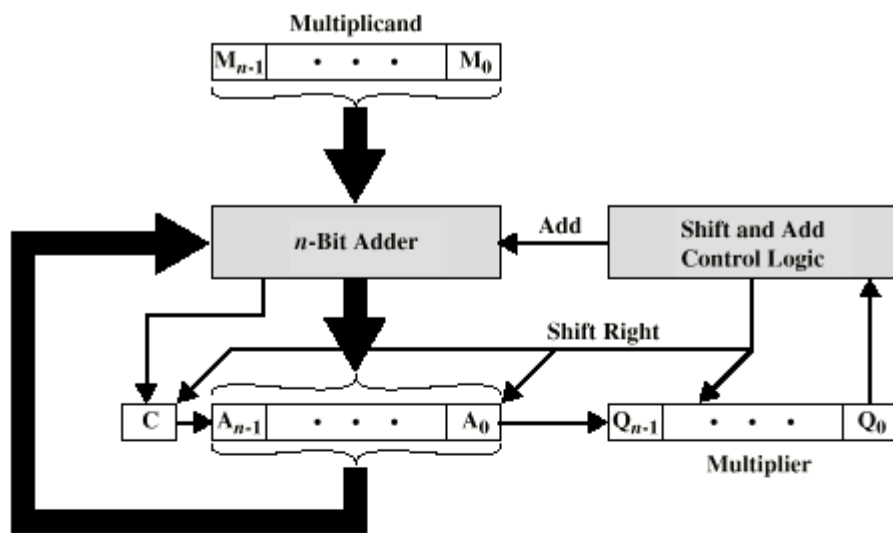 Multiplicand
Mn-1 • • • M0
n-Bit Adder
Add
Shift and Add
Control Logic
Shift Right
C
An-1 • • • A0
Qn-1 • • • Q0
Multiplier